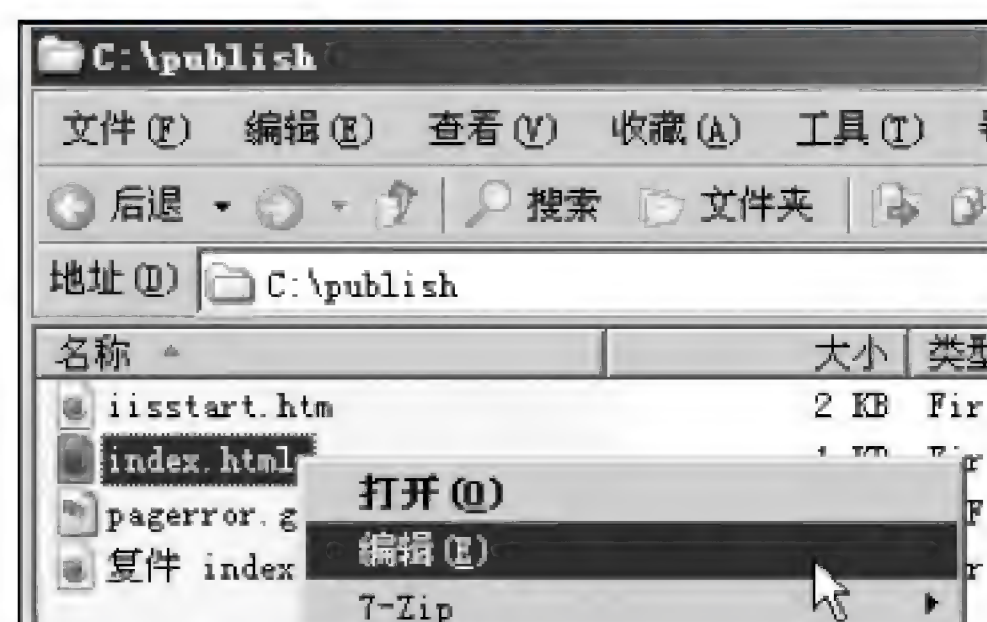 C:\publish
文件(F) 编辑(E) 查看(V) 收藏(A) 工具(T)
后退 搜索 文件夹
地址(D) C:\publish
名称 大小 类型
iisstart.htm 2 KB Fir
index.html 1 KB
pagerror.g
复件 index
打开(O)
编辑(E)
7-Zip